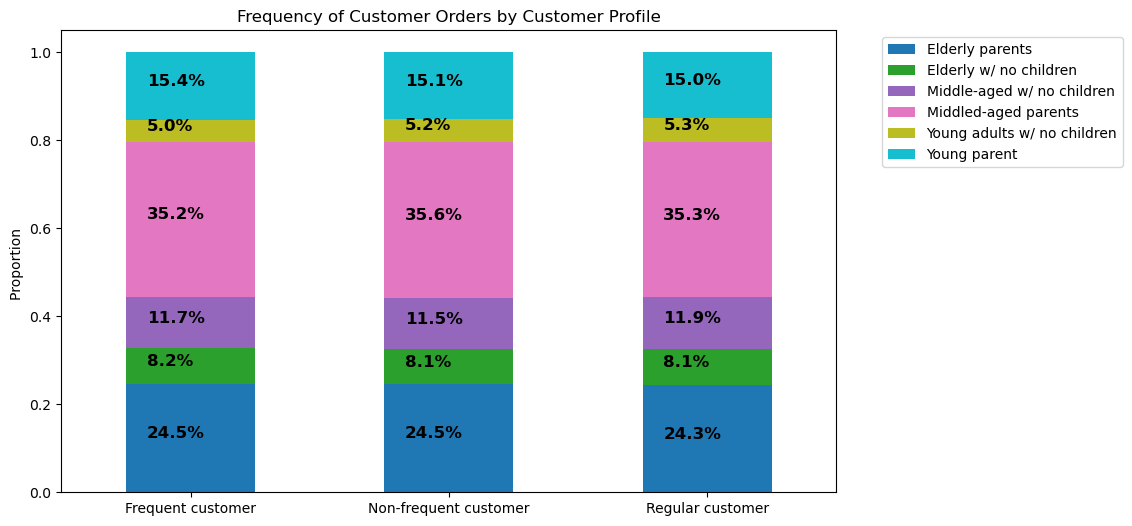 Frequency of Customer Orders by Customer Profile
Proportion
1.0
0.8
0.6
0.4
0.2
0.0
15.4%
5.0%
35.2%
11.7%
8.2%
24.5%
15.1%
5.2%
35.6%
11.5%
8.1%
24.5%
15.0%
5.3%
35.3%
11.9%
8.1%
24.3%
Frequent customer
Non-frequent customer
Regular customer
Elderly parents
Elderly w/ no children
Middle-aged w/ no children
Middled-aged parents
Young adults w/ no children
Young parent